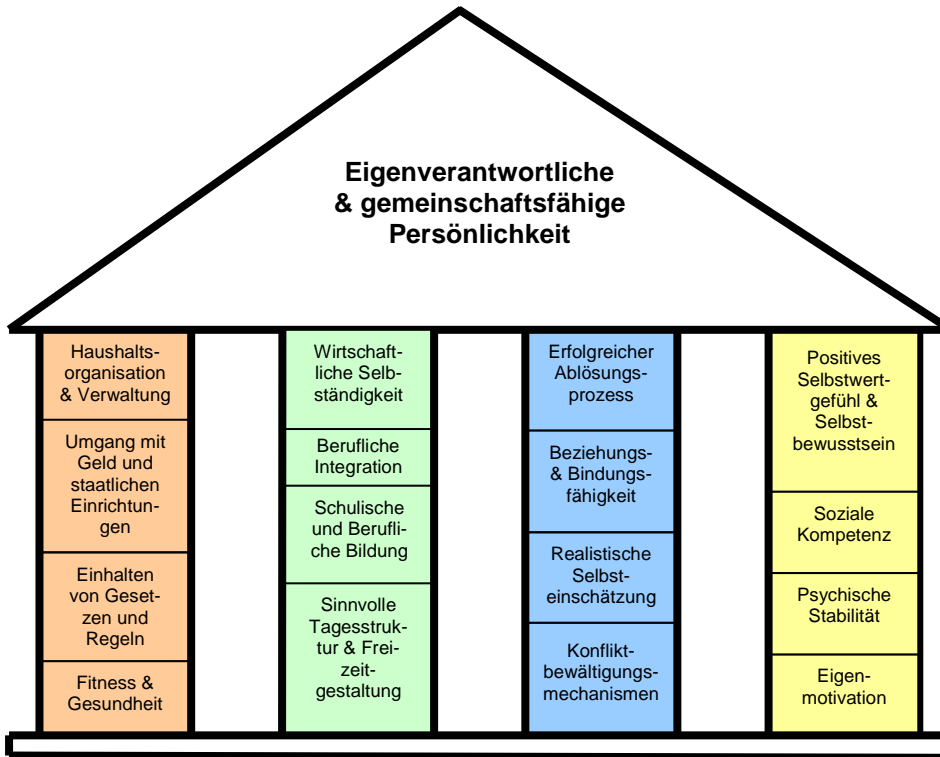 Eigenverantwortliche
& gemeinschaftsfähige
Persönlichkeit
Haushalts-
organisation
& Verwaltung
Umgang mit
Geld und
staatlichen
Einrichtun-
gen
Einhalten
von Geset-
zen und
Regeln
Fitness &
Gesundheit
Wirtschaft-
liche Selb-
ständigkeit
Berufliche
Integration
Schulische
und Berufli-
che Bildung
Sinnvolle
Tagesstruk-
tur & Frei-
zeit-
gestaltung
Erfolgreicher
Ablösungs-
prozess
Beziehungs-
& Bindungs-
fähigkeit
Realistische
Selbst-
einschätzung
Konflikt-
bewältigungs-
mechanismen
Positives
Selbstwert-
gefühl &
Selbst-
bewusstsein
Soziale
Kompetenz
Psychische
Stabilität
Eigen-
motivation